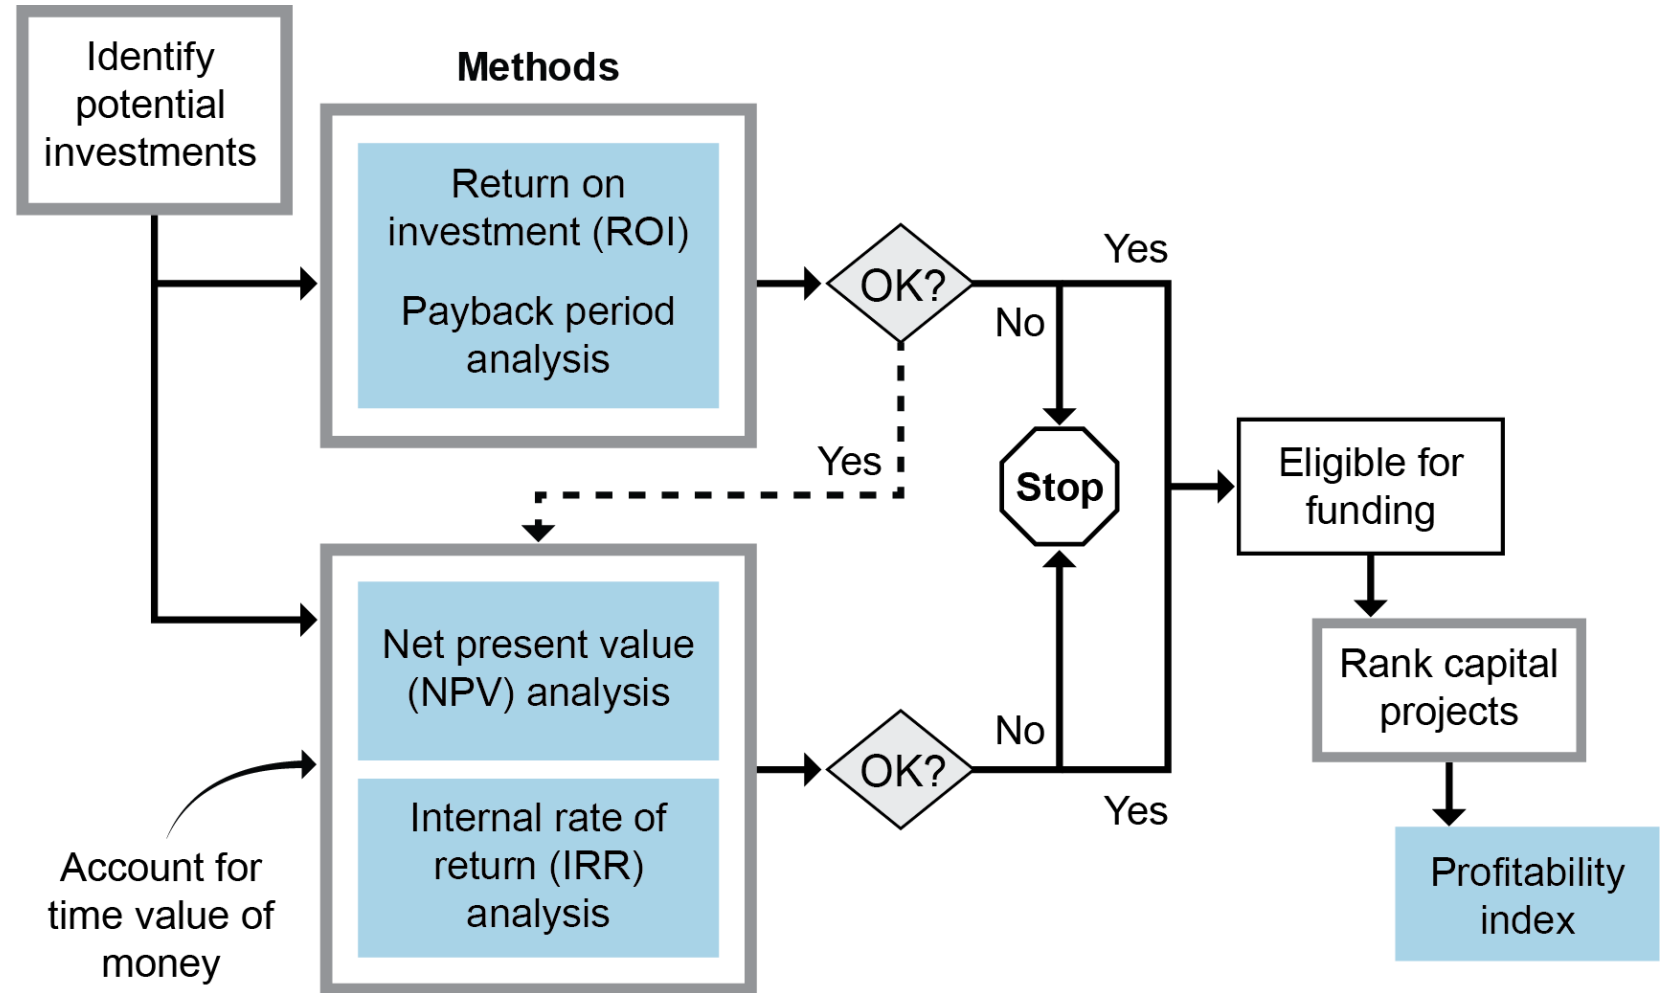 Identify
potential
investments
Methods
Return on
investment (ROI)
Payback period
analysis
OK?
Yes
No
Yes
Stop
Eligible for
funding
Net present value
(NPV) analysis
Internal rate of
return (IRR)
analysis
OK?
No
Yes
Rank capital
projects
Profitability
index
Account for
time value of
money